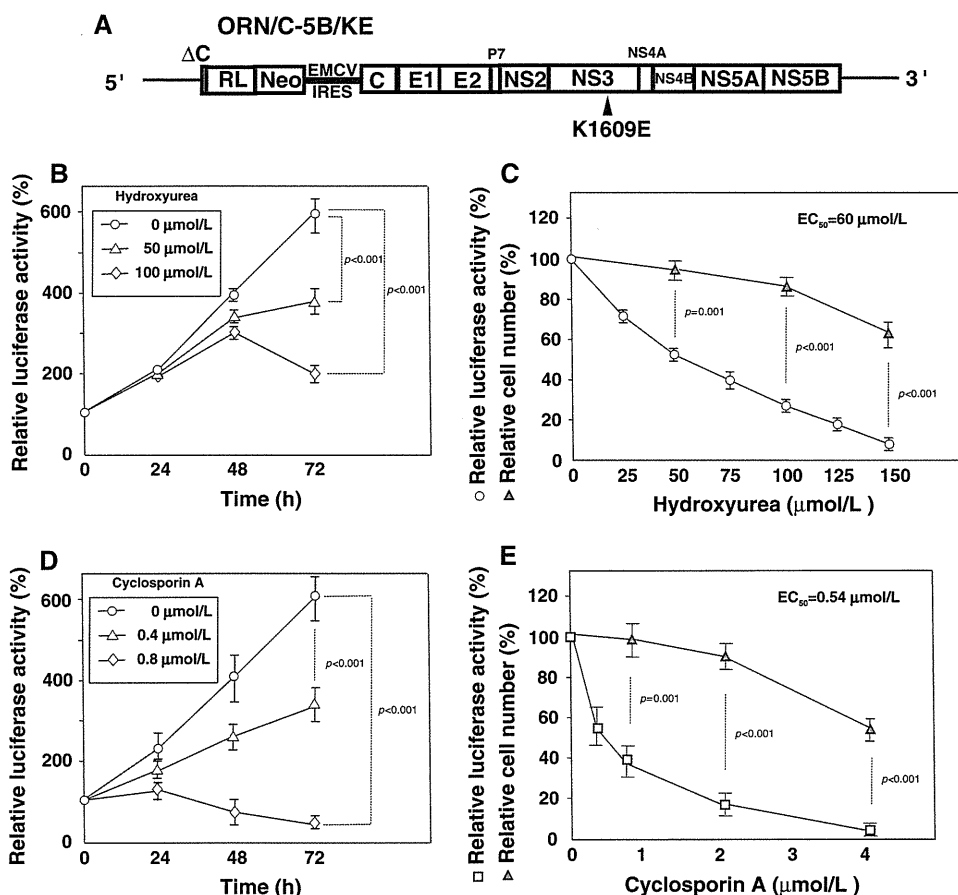 A
ORN/C-5B/KE
ΔC
P7
NS4A
5'
RL
Neo
EMCV
IRES
C
E1
E2
NS2
NS3
NS4B
NS5A
NS5B
3'
K1609E
B
Relative luciferase activity (%)
600
400
200
0
Hydroxyurea
0 μmol/L
50 μmol/L
100 μmol/L
p<0.001
p<0.001
0 24 48 72
Time (h)
C
Relative luciferase activity (%)
Relative cell number (%)
120
100
80
60
40
20
0
EC50=60 μmol/L
p=0.001
p<0.001
p<0.001
0 25 50 75 100 125 150
Hydroxyurea (μmol/L )
D
Relative luciferase activity (%)
600
400
200
0
Cyclosporin A
0 μmol/L
0.4 μmol/L
0.8 μmol/L
p<0.001
p<0.001
0 24 48 72
Time (h)
E
Relative luciferase activity (%)
Relative cell number (%)
120
100
80
60
40
20
0
EC50=0.54 μmol/L
p=0.001
p<0.001
p<0.001
0 1 2 3 4
Cyclosporin A (μmol/L )